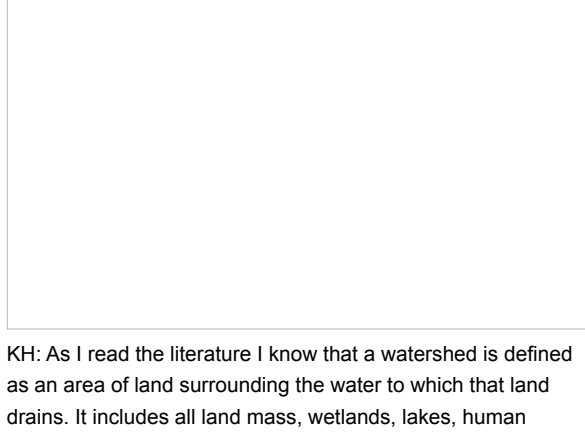 KH: As I read the literature I know that a watershed is defined
as an area of land surrounding the water to which that land
drains. It includes all land mass, wetlands, lakes, human